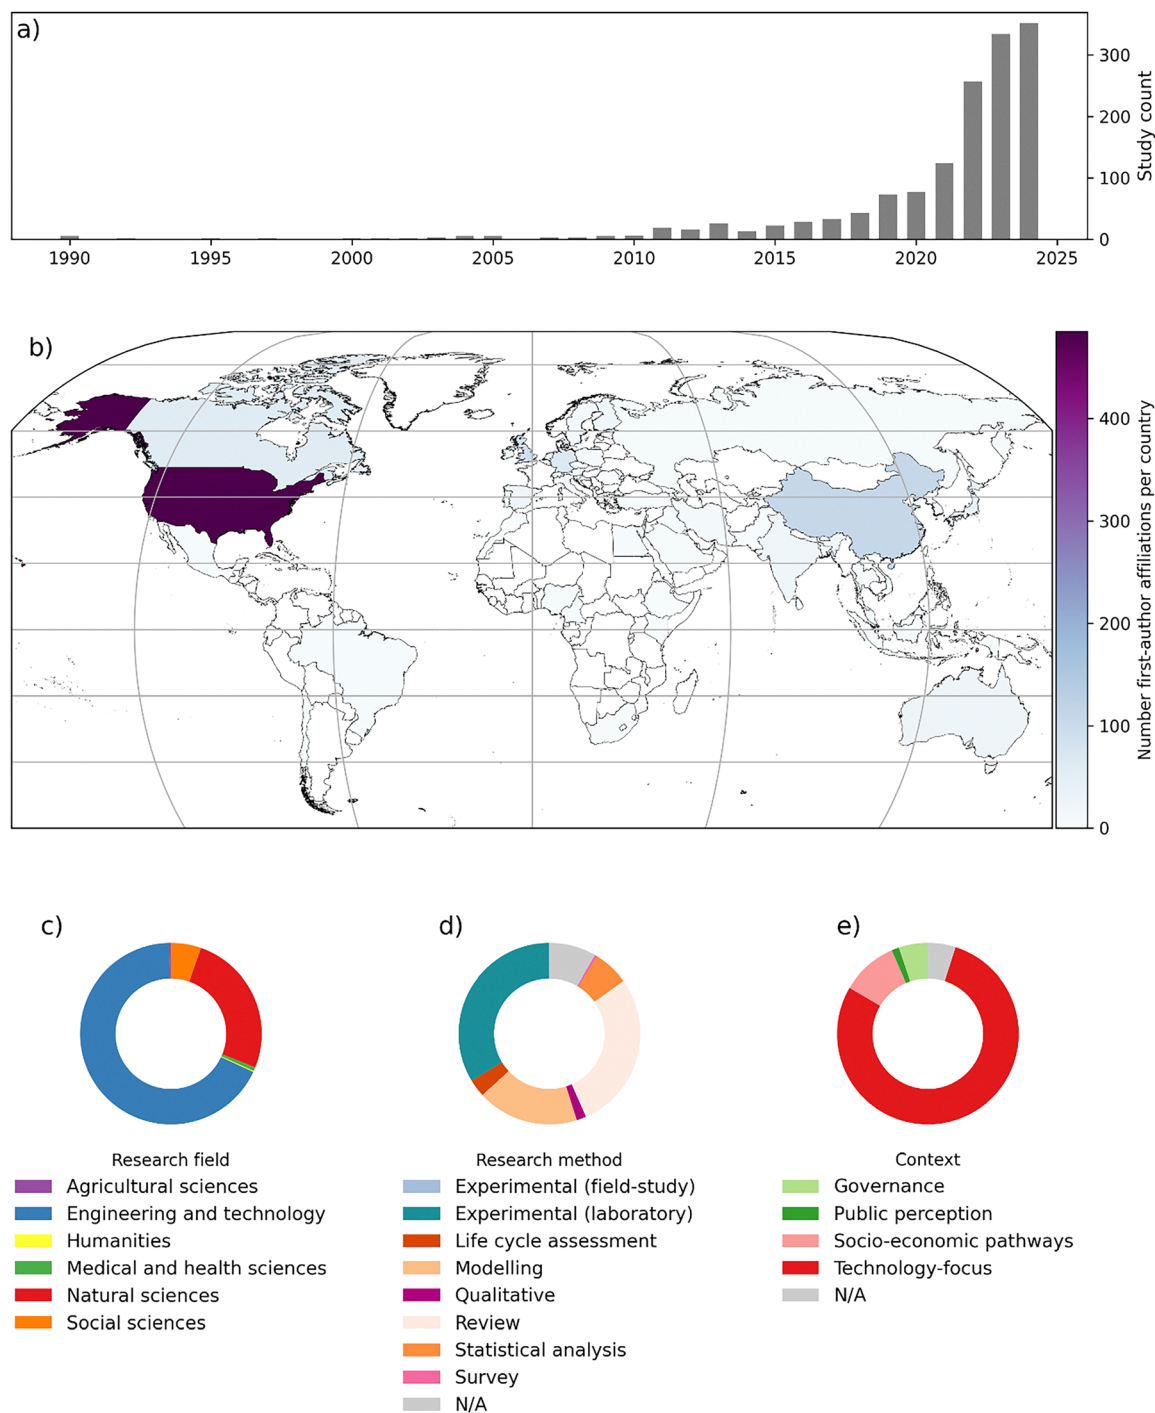 a)
300
200
100
0
Study count
1990 1995 2000 2005 2010 2015 2020 2025
b)
400
300
200
100
0
Number first-author affiliations per country
c)
d)
e)
Research field
Agricultural sciences
Engineering and technology
Humanities
Medical and health sciences
Natural sciences
Social sciences
Research method
Experimental (field-study)
Experimental (laboratory)
Life cycle assessment
Modelling
Qualitative
Review
Statistical analysis
Survey
N/A
Context
Governance
Public perception
Socio-economic pathways
Technology-focus
N/A